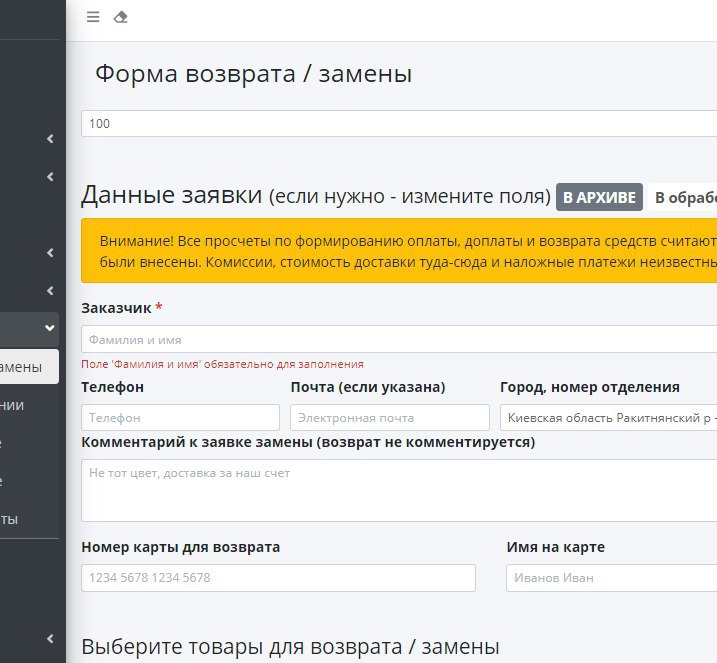 Форма возврата / замены
100
Данные заявки (если нужно - измените поля) В АРХИВЕ В обраб
Внимание! Все просчеты по формированию оплаты, доплаты и возврата средств считают
были внесены. Комиссии, стоимость доставки туда-сюда и наложные платежи неизвестны
Заказчик *
Фамилия и имя
Поле 'Фамилия и имя' обязательно для заполнения
Телефон Почта (если указана) Город, номер отделения
Телефон Электронная почта Киевская область Ракитнянский р -
Комментарий к заявке замены (возврат не комментируется)
амены
Не тот цвет, доставка за наш счет
нии
е
е
ты
Номер карты для возврата Имя на карте
1234 5678 1234 5678 Иванов Иван
Выберите товары для возврата / замены